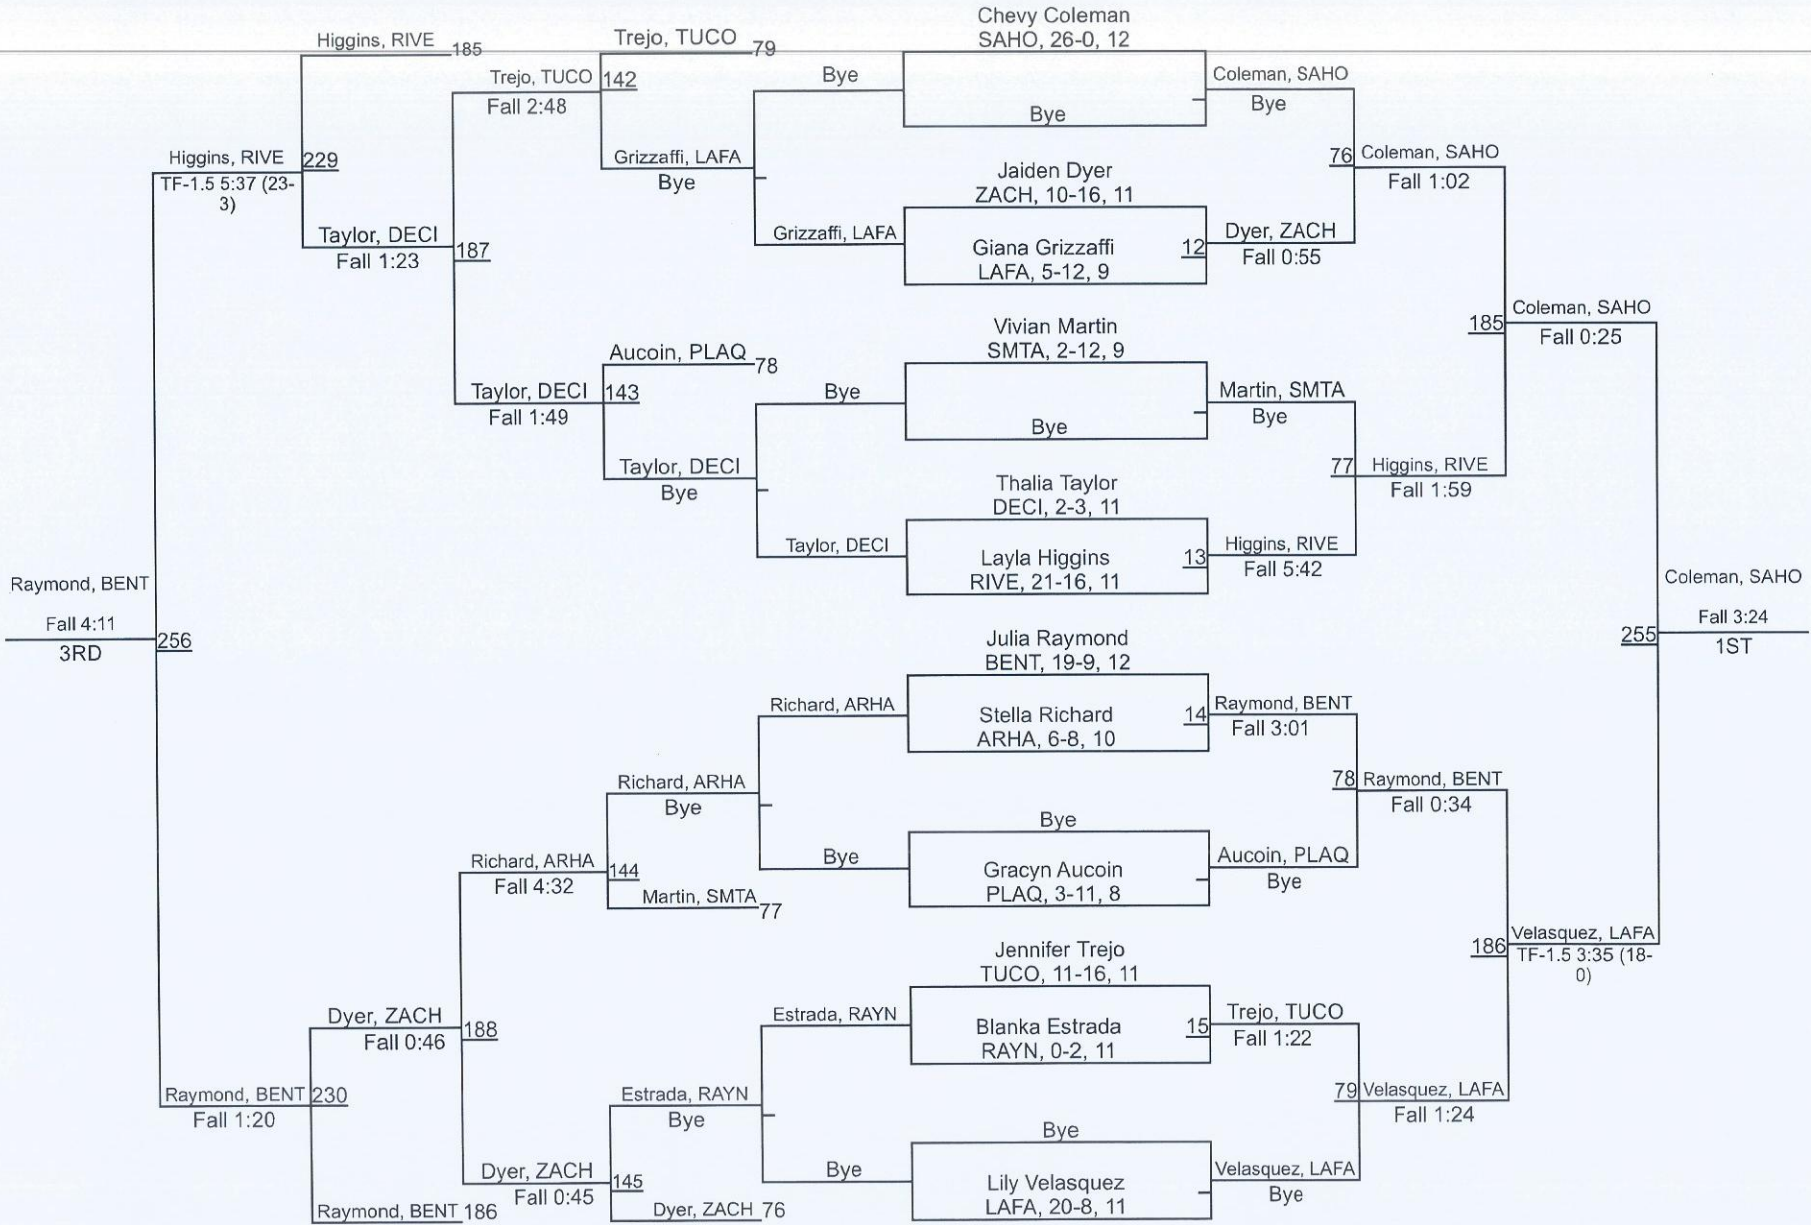 Chevy Coleman
SAHO, 26-0, 12
Higgins, RIVE 185
Trejo, TUCO 79
Trejo, TUCO 142
Fall 2:48
Bye
Bye
Coleman, SAHO
Bye
Higgins, RIVE 229
TF-1.5 5:37 (23-
3)
Grizzaffi, LAFA
Bye
Jaiden Dyer
ZACH, 10-16, 11
76 Coleman, SAHO
Fall 1:02
Taylor, DECI 187
Fall 1:23
Grizzaffi, LAFA
Giana Grizzaffi 12
LAFA, 5-12, 9
Dyer, ZACH
Fall 0:55
Vivian Martin
SMTA, 2-12, 9
185 Coleman, SAHO
Fall 0:25
Aucoin, PLAQ 78
Taylor, DECI 143
Fall 1:49
Bye
Bye
Martin, SMTA
Bye
Taylor, DECI
Bye
Thalia Taylor
DECI, 2-3, 11
77 Higgins, RIVE
Fall 1:59
Taylor, DECI
Layla Higgins 13
RIVE, 21-16, 11
Higgins, RIVE
Fall 5:42
Raymond, BENT
Fall 4:11
3RD
256
Coleman, SAHO
255 Fall 3:24
1ST
Julia Raymond
BENT, 19-9, 12
Richard, ARHA
Stella Richard 14
ARHA, 6-8, 10
Raymond, BENT
Fall 3:01
Richard, ARHA
Bye
78 Raymond, BENT
Fall 0:34
Bye
Richard, ARHA 144
Fall 4:32
Martin, SMTA 77
Bye
Gracyn Aucoin
PLAQ, 3-11, 8
Aucoin, PLAQ
Bye
Jennifer Trejo
TUCO, 11-16, 11
186 Velasquez, LAFA
TF-1.5 3:35 (18-
0)
Dyer, ZACH 188
Fall 0:46
Estrada, RAYN
Blanka Estrada 15
RAYN, 0-2, 11
Trejo, TUCO
Fall 1:22
Raymond, BENT 230
Fall 1:20
Estrada, RAYN
Bye
79 Velasquez, LAFA
Fall 1:24
Bye
Dyer, ZACH 145
Fall 0:45
Bye
Lily Velasquez
LAFA, 20-8, 11
Velasquez, LAFA
Bye
Raymond, BENT 186
Dyer, ZACH 76